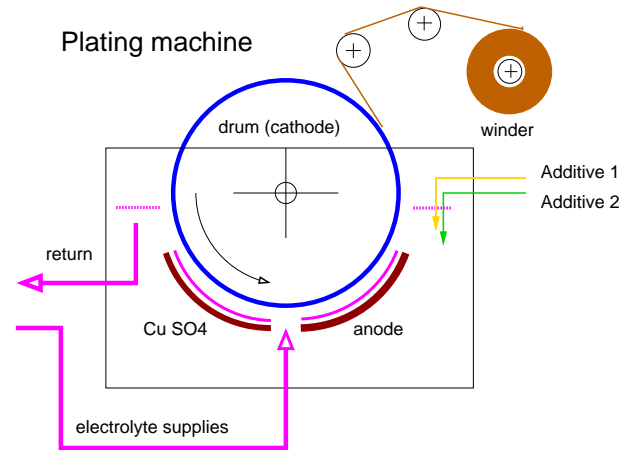 Plating machine
drum (cathode)
winder
Additive 1
Additive 2
return
Cu SO4
anode
electrolyte supplies